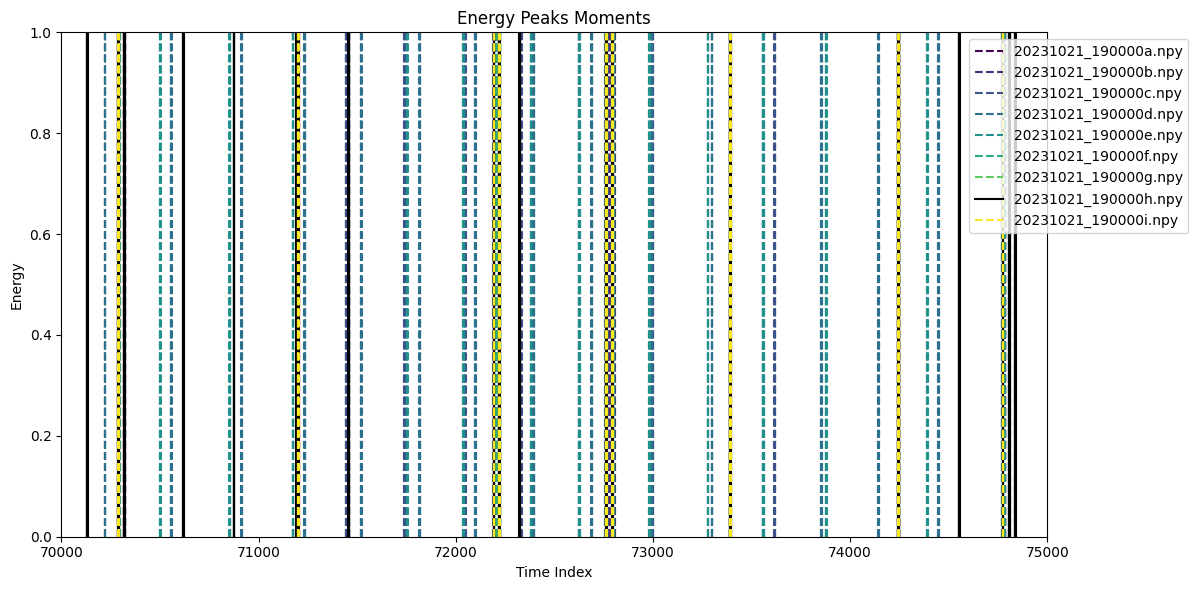 Energy Peaks Moments
1.0
0.8
0.6
0.4
0.2
0.0
Energy
70000 71000 72000 73000 74000 75000
Time Index
20231021_190000a.npy
20231021_190000b.npy
20231021_190000c.npy
20231021_190000d.npy
20231021_190000e.npy
20231021_190000f.npy
20231021_190000g.npy
20231021_190000h.npy
20231021_190000i.npy